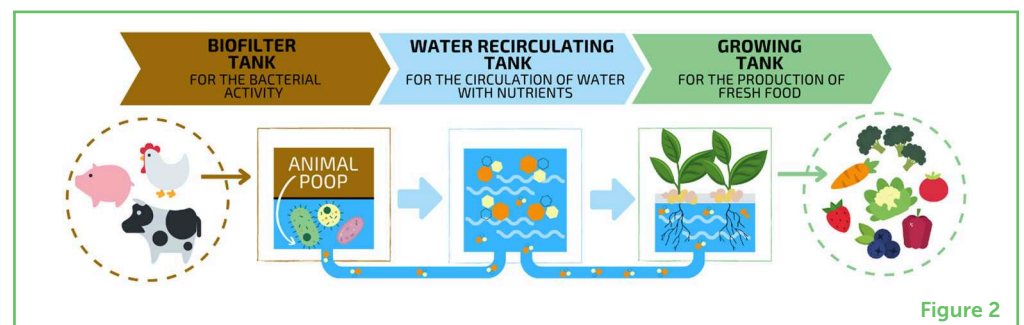 BIOFILTER
TANK
FOR THE BACTERIAL
ACTIVITY
WATER RECIRCULATING
TANK
FOR THE CIRCULATION OF WATER
WITH NUTRIENTS
GROWING
TANK
FOR THE PRODUCTION OF
FRESH FOOD
ANIMAL
POOP
Figure 2